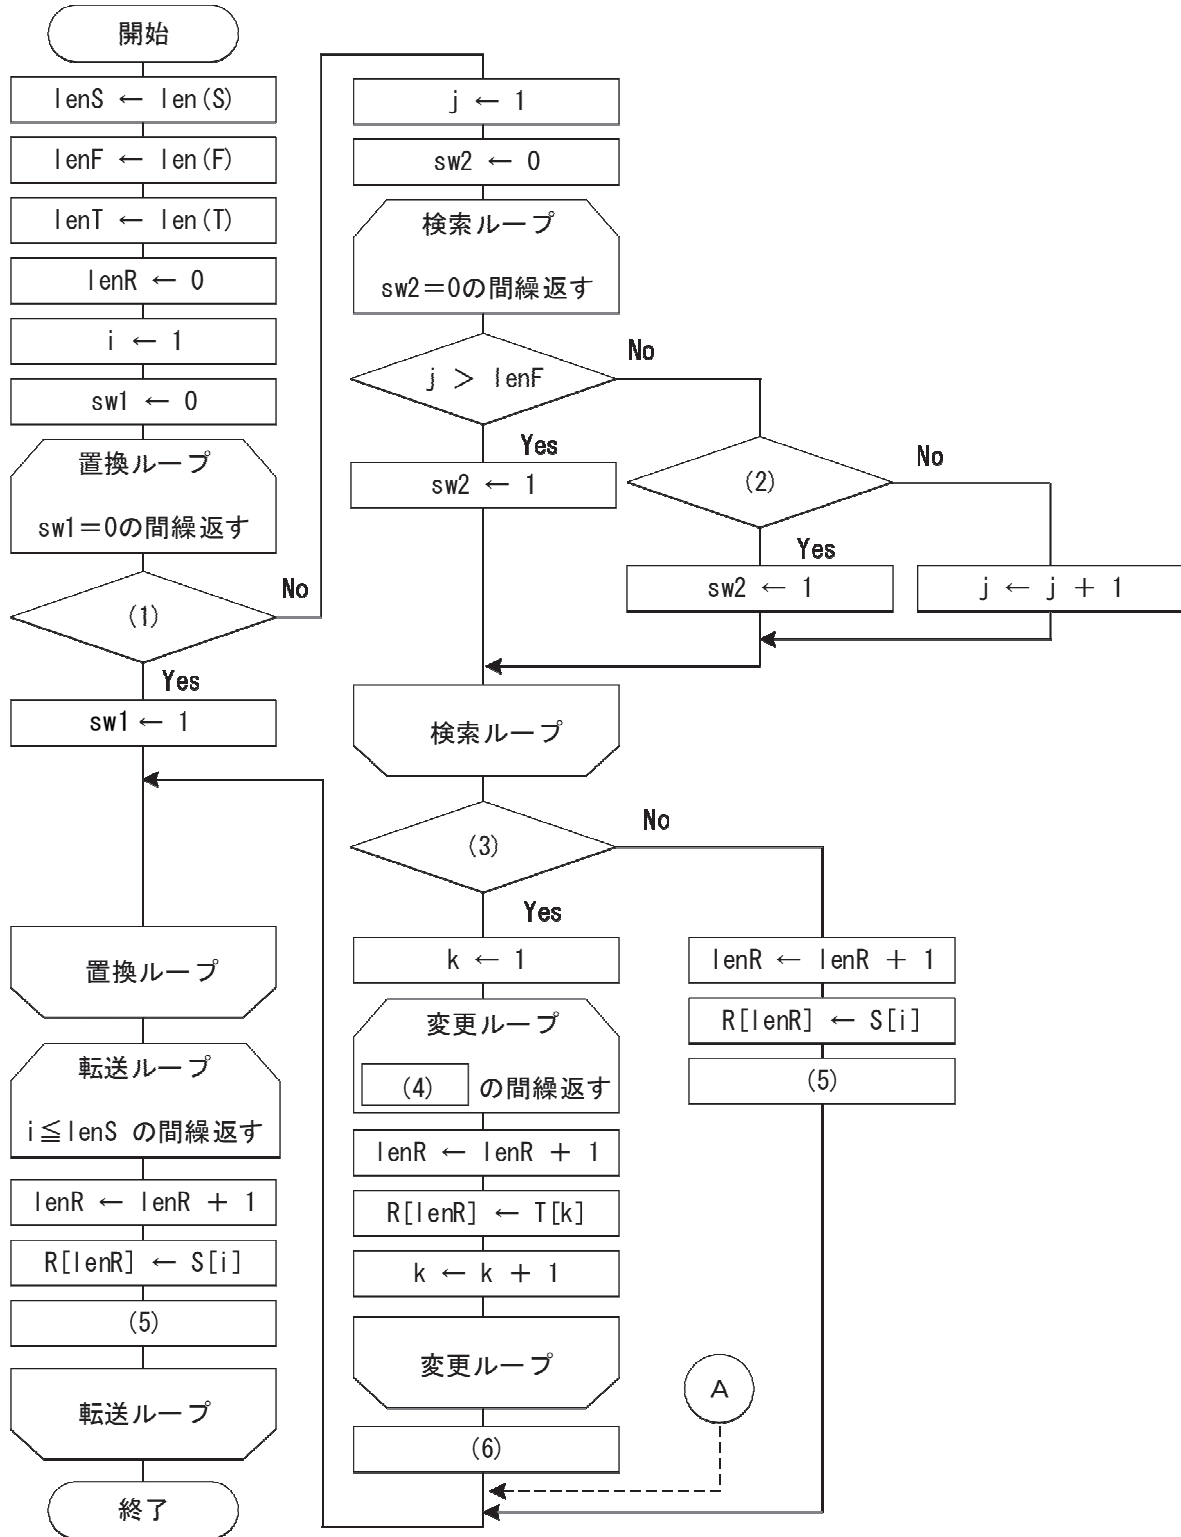 開始
lenS ← len(S)
lenF ← len(F)
lenT ← len(T)
lenR ← 0
i ← 1
sw1 ← 0
置換ループ
sw1=0の間繰返す
(1)
No
Yes
sw1 ← 1
置換ループ
転送ループ
i≦lenS の間繰返す
lenR ← lenR + 1
R[lenR] ← S[i]
(5)
転送ループ
終了
j ← 1
sw2 ← 0
検索ループ
sw2=0の間繰返す
j > lenF
No
Yes
sw2 ← 1
(2)
No
Yes
sw2 ← 1
j ← j + 1
検索ループ
(3)
No
Yes
k ← 1
変更ループ
(4) の間繰返す
lenR ← lenR + 1
R[lenR] ← T[k]
k ← k + 1
変更ループ
(6)
lenR ← lenR + 1
R[lenR] ← S[i]
(5)
A